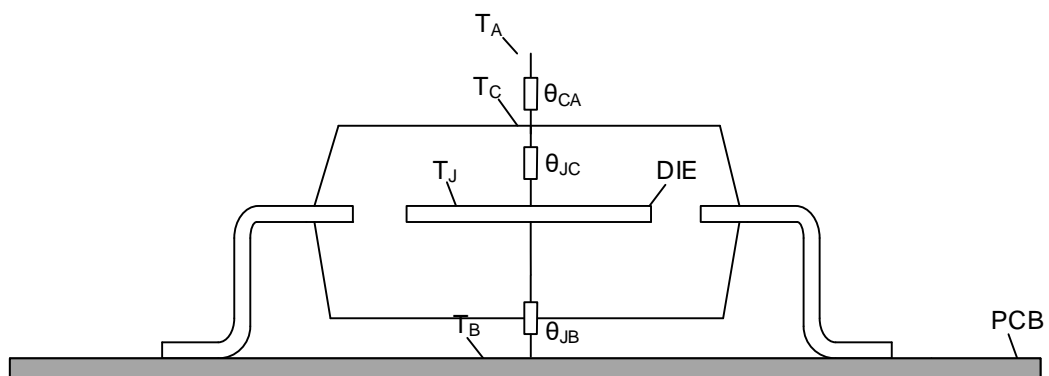 T_A
T_C
θ_CA
θ_JC
T_J
DIE
T_B
θ_JB
PCB